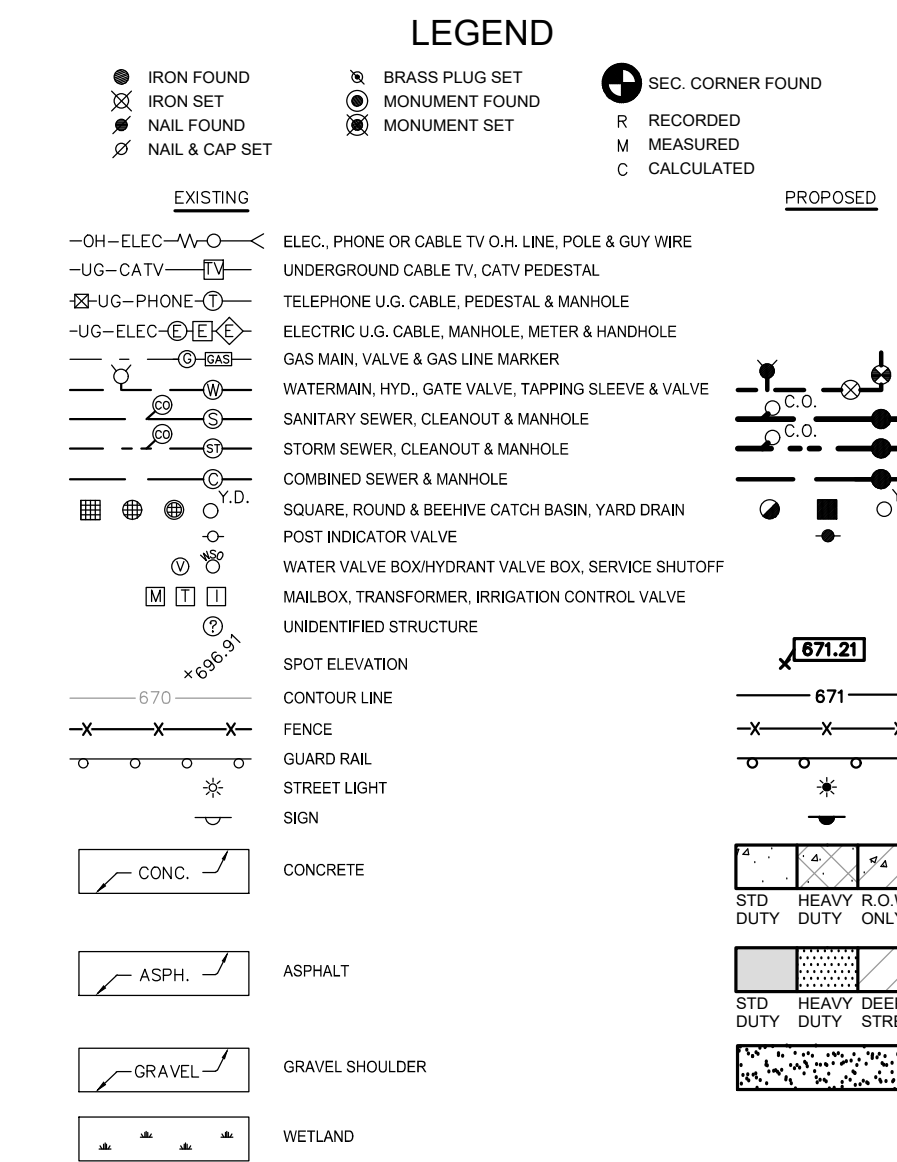 LEGEND
IRON FOUND
IRON SET
NAIL FOUND
NAIL & CAP SET
BRASS PLUG SET
MONUMENT FOUND
MONUMENT SET
SEC. CORNER FOUND
R RECORDED
M MEASURED
C CALCULATED
EXISTING
PROPOSED
OH-ELEC ELEC., PHONE OR CABLE TV O.H. LINE, POLE & GUY WIRE
UG-CATV TV UNDERGROUND CABLE TV, CATV PEDESTAL
UG-PHONE T TELEPHONE U.G. CABLE, PEDESTAL & MANHOLE
UG-ELEC E E E ELECTRIC U.G. CABLE, MANHOLE, METER & HANDHOLE
G GAS GAS MAIN, VALVE & GAS LINE MARKER
W WATERMAIN, HYD., GATE VALVE, TAPPING SLEEVE & VALVE
CO S SANITARY SEWER, CLEANOUT & MANHOLE C.O.
CO ST STORM SEWER, CLEANOUT & MANHOLE C.O.
C COMBINED SEWER & MANHOLE
Y.D. SQUARE, ROUND & BEEHIVE CATCH BASIN, YARD DRAIN
POST INDICATOR VALVE
V WSO WATER VALVE BOX/HYDRANT VALVE BOX, SERVICE SHUTOFF
M T I MAILBOX, TRANSFORMER, IRRIGATION CONTROL VALVE
? UNIDENTIFIED STRUCTURE
+696.91 SPOT ELEVATION 671.21
670 CONTOUR LINE 671
FENCE
GUARD RAIL
STREET LIGHT
SIGN
CONC. CONCRETE
STD HEAVY R.O.W
DUTY DUTY ONLY
ASPH. ASPHALT
STD HEAVY
DUTY DUTY
GRAVEL GRAVEL SHOULDER
WETLAND